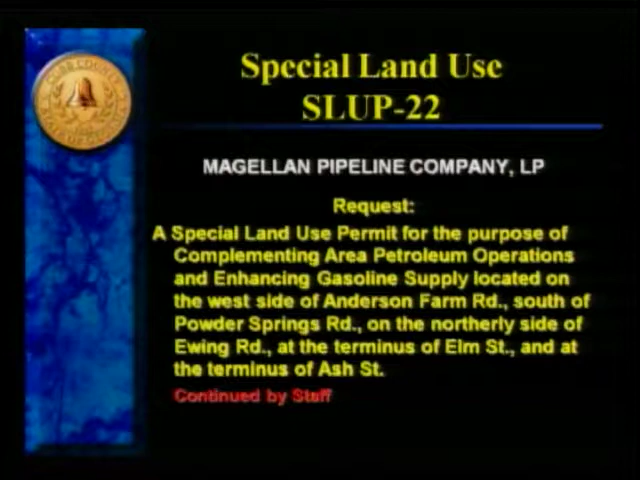 COBB COUNTY
Special Land Use
SLUP-22
MAGELLAN PIPELINE COMPANY, LP
Request:
A Special Land Use Permit for the purpose of
Complementing Area Petroleum Operations
and Enhancing Gasoline Supply located on
the west side of Anderson Farm Rd., south of
Powder Springs Rd., on the northerly side of
Ewing Rd., at the terminus of Elm St., and at
the terminus of Ash St.
Continued by Staff